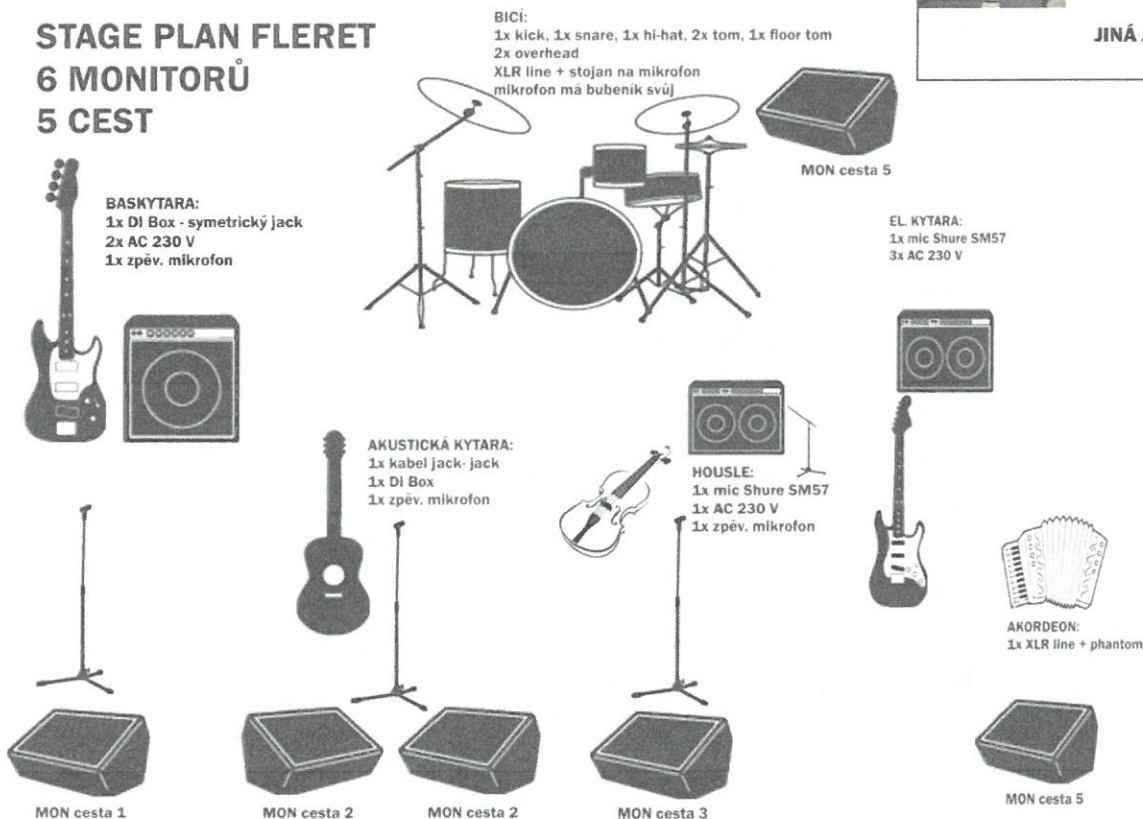 STAGE PLAN FLERET
6 MONITORŮ
5 CEST
BICÍ:
1x kick, 1x snare, 1x hi-hat, 2x tom, 1x floor tom
2x overhead
XLR line + stojan na mikrofon
mikrofon má bubeník svůj
JINÁ
MON cesta 5
BASKYTARA:
1x DI Box - symetrický jack
2x AC 230 V
1x zpěv. mikrofon
EL. KYTARA:
1x mic Shure SM57
3x AC 230 V
AKUSTICKÁ KYTARA:
1x kabel jack- jack
1x DI Box
1x zpěv. mikrofon
HOUSLE:
1x mic Shure SM57
1x AC 230 V
1x zpěv. mikrofon
AKORDEON:
1x XLR line + phantom
MON cesta 1
MON cesta 2
MON cesta 2
MON cesta 3
MON cesta 5